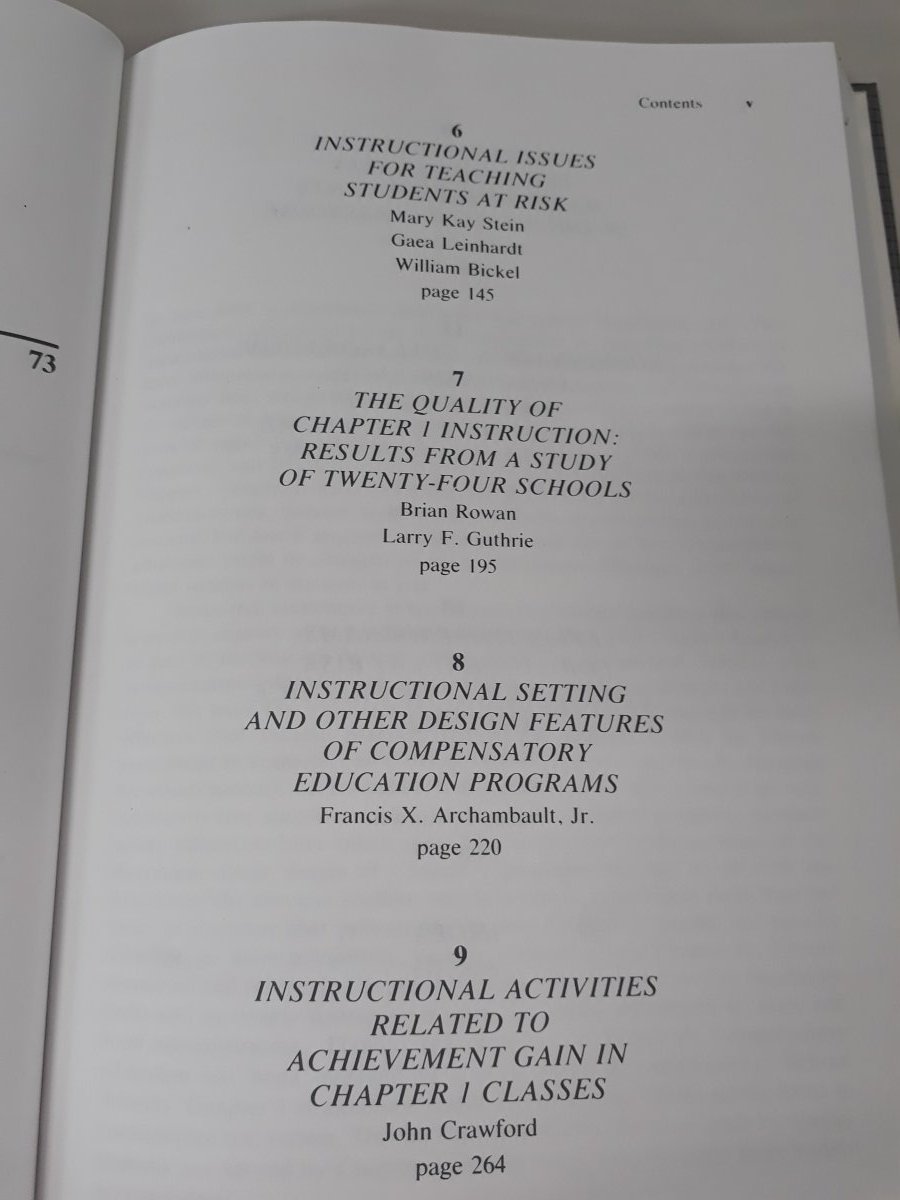 73
Contents v
6
INSTRUCTIONAL ISSUES
FOR TEACHING
STUDENTS AT RISK
Mary Kay Stein
Gaea Leinhardt
William Bickel
page 145
7
THE QUALITY OF
CHAPTER 1 INSTRUCTION:
RESULTS FROM A STUDY
OF TWENTY-FOUR SCHOOLS
Brian Rowan
Larry F. Guthrie
page 195
8
INSTRUCTIONAL SETTING
AND OTHER DESIGN FEATURES
OF COMPENSATORY
EDUCATION PROGRAMS
Francis X. Archambault, Jr.
page 220
9
INSTRUCTIONAL ACTIVITIES
RELATED TO
ACHIEVEMENT GAIN IN
CHAPTER 1 CLASSES
John Crawford
page 264